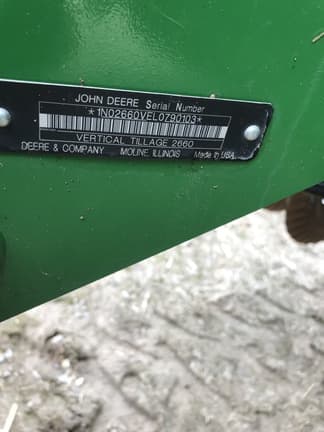 JOHN DEERE Serial Number
*1N02660VEL0790103*
VERTICAL TILLAGE 2660
DEERE & COMPANY MOLINE, ILLINOIS Made in USA